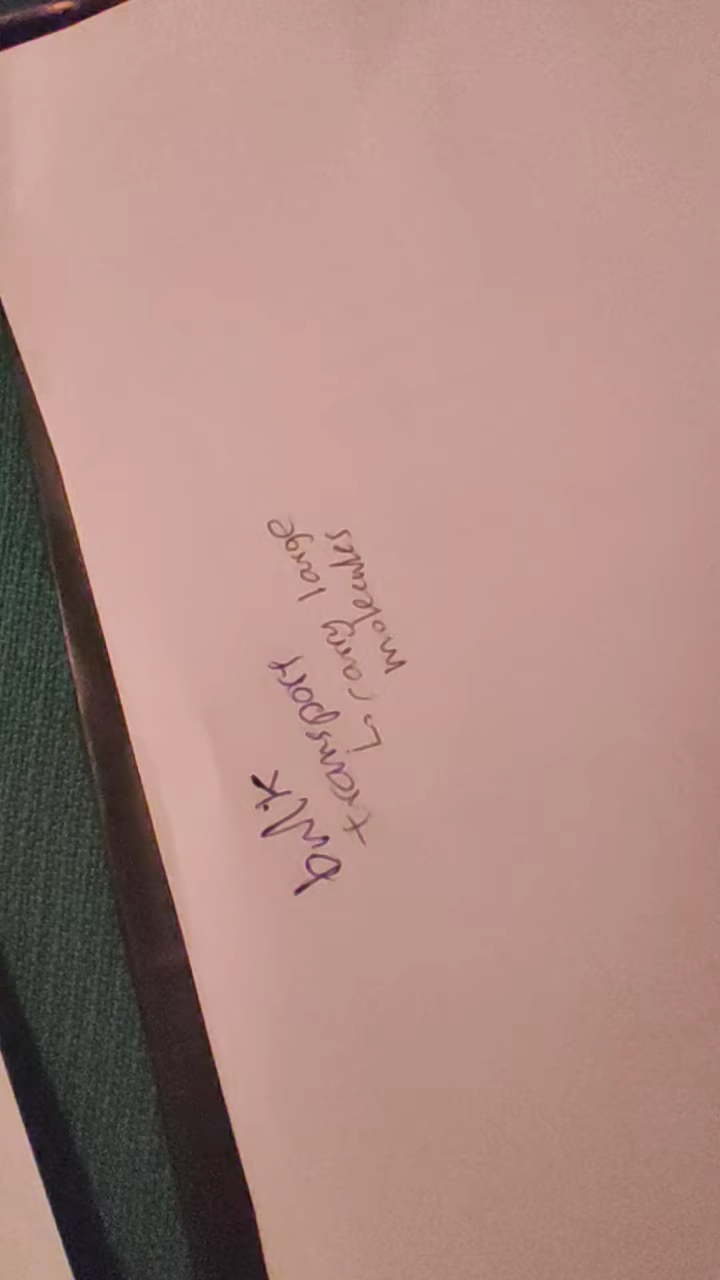 bulk
transport
↳ carry large
molecules